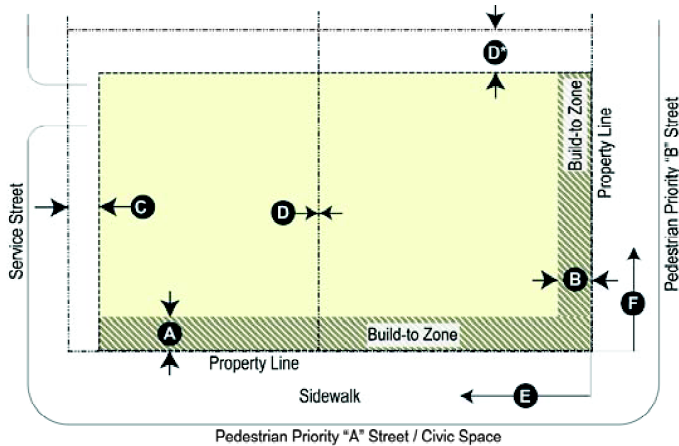 D*
Build-to Zone
Property Line
Pedestrian Priority “B” Street
Service Street
C
D
B
F
A
Build-to Zone
Property Line
Sidewalk
E
Pedestrian Priority “A” Street / Civic Space